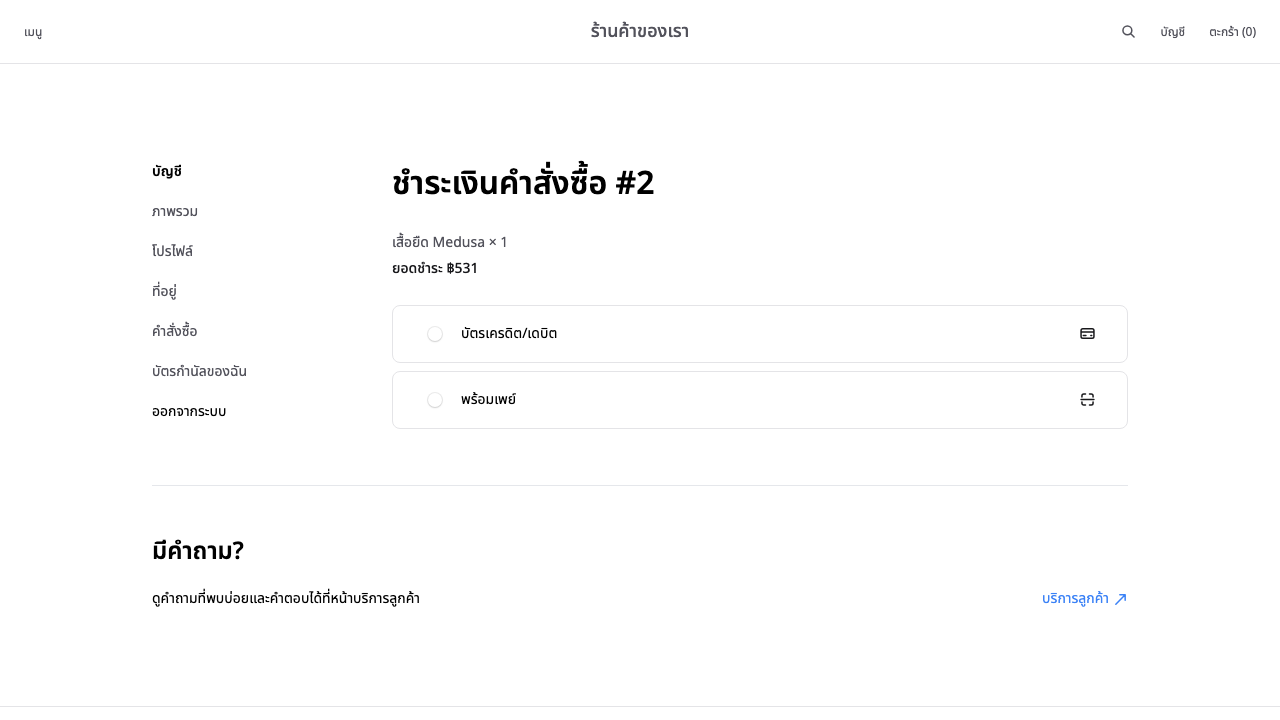 เมนู
ร้านค้าของเรา
บัญชี
ตะกร้า (0)
บัญชี
ภาพรวม
โปรไฟล์
ที่อยู่
คำสั่งซื้อ
บัตรกำนัลของฉัน
ออกจากระบบ
ชำระเงินคำสั่งซื้อ #2
เสื้อยืด Medusa × 1
ยอดชำระ ฿531
บัตรเครดิต/เดบิต
พร้อมเพย์
มีคำถาม?
ดูคำถามที่พบบ่อยและคำตอบได้ที่หน้าบริการลูกค้า
บริการลูกค้า